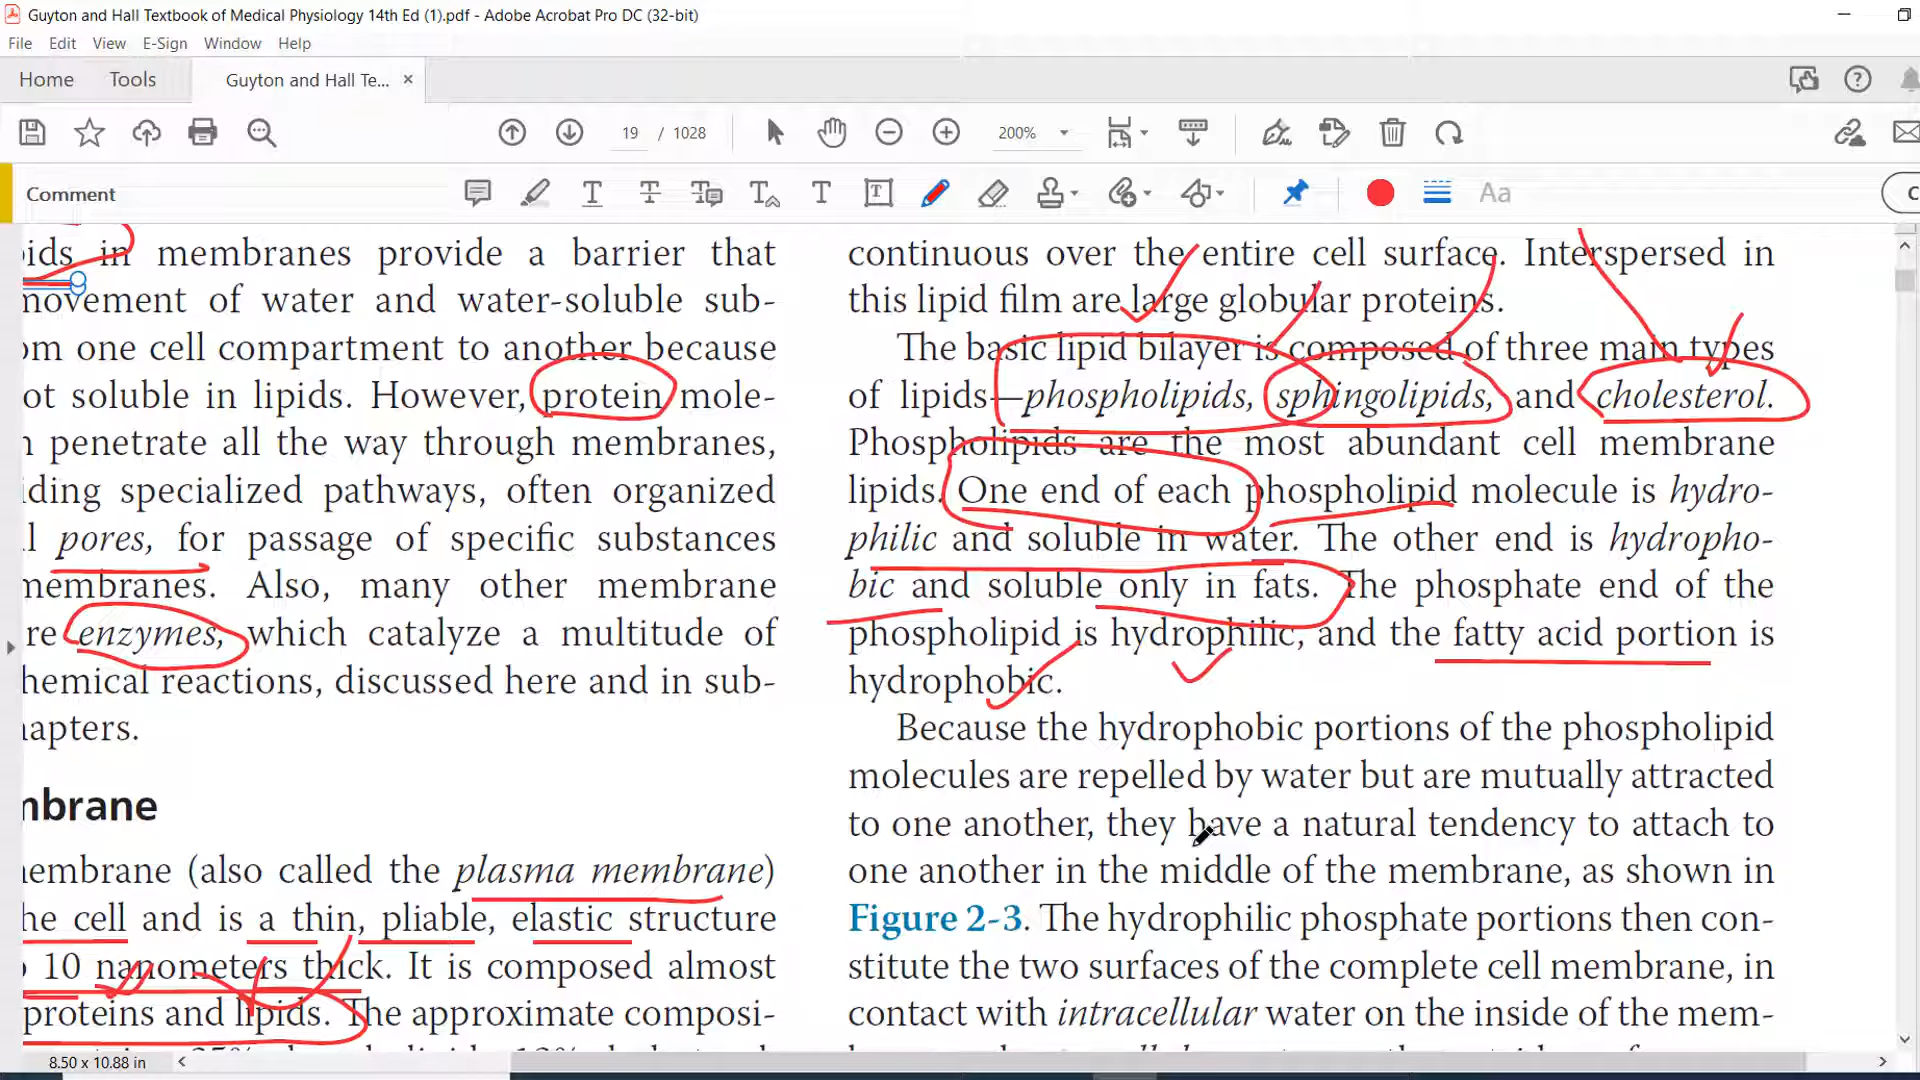 Guyton and Hall Textbook of Medical Physiology 14th Ed (1).pdf - Adobe Acrobat Pro DC (32-bit)
File Edit View E-Sign Window Help
Home Tools Guyton and Hall Te... ×
19 / 1028 200%
Comment Aa C
ids in membranes provide a barrier that
movement of water and water-soluble sub-
om one cell compartment to another because
ot soluble in lipids. However, protein mole-
n penetrate all the way through membranes,
iding specialized pathways, often organized
l pores, for passage of specific substances
membranes. Also, many other membrane
re enzymes, which catalyze a multitude of
hemical reactions, discussed here and in sub-
hapters.
mbrane
membrane (also called the plasma membrane)
he cell and is a thin, pliable, elastic structure
o 10 nanometers thick. It is composed almost
proteins and lipids. The approximate composi-
continuous over the entire cell surface. Interspersed in
this lipid film are large globular proteins.
The basic lipid bilayer is composed of three main types
of lipids—phospholipids, sphingolipids, and cholesterol.
Phospholipids are the most abundant cell membrane
lipids. One end of each phospholipid molecule is hydro-
philic and soluble in water. The other end is hydropho-
bic and soluble only in fats. The phosphate end of the
phospholipid is hydrophilic, and the fatty acid portion is
hydrophobic.
Because the hydrophobic portions of the phospholipid
molecules are repelled by water but are mutually attracted
to one another, they have a natural tendency to attach to
one another in the middle of the membrane, as shown in
Figure 2-3. The hydrophilic phosphate portions then con-
stitute the two surfaces of the complete cell membrane, in
contact with intracellular water on the inside of the mem-
8.50 x 10.88 in